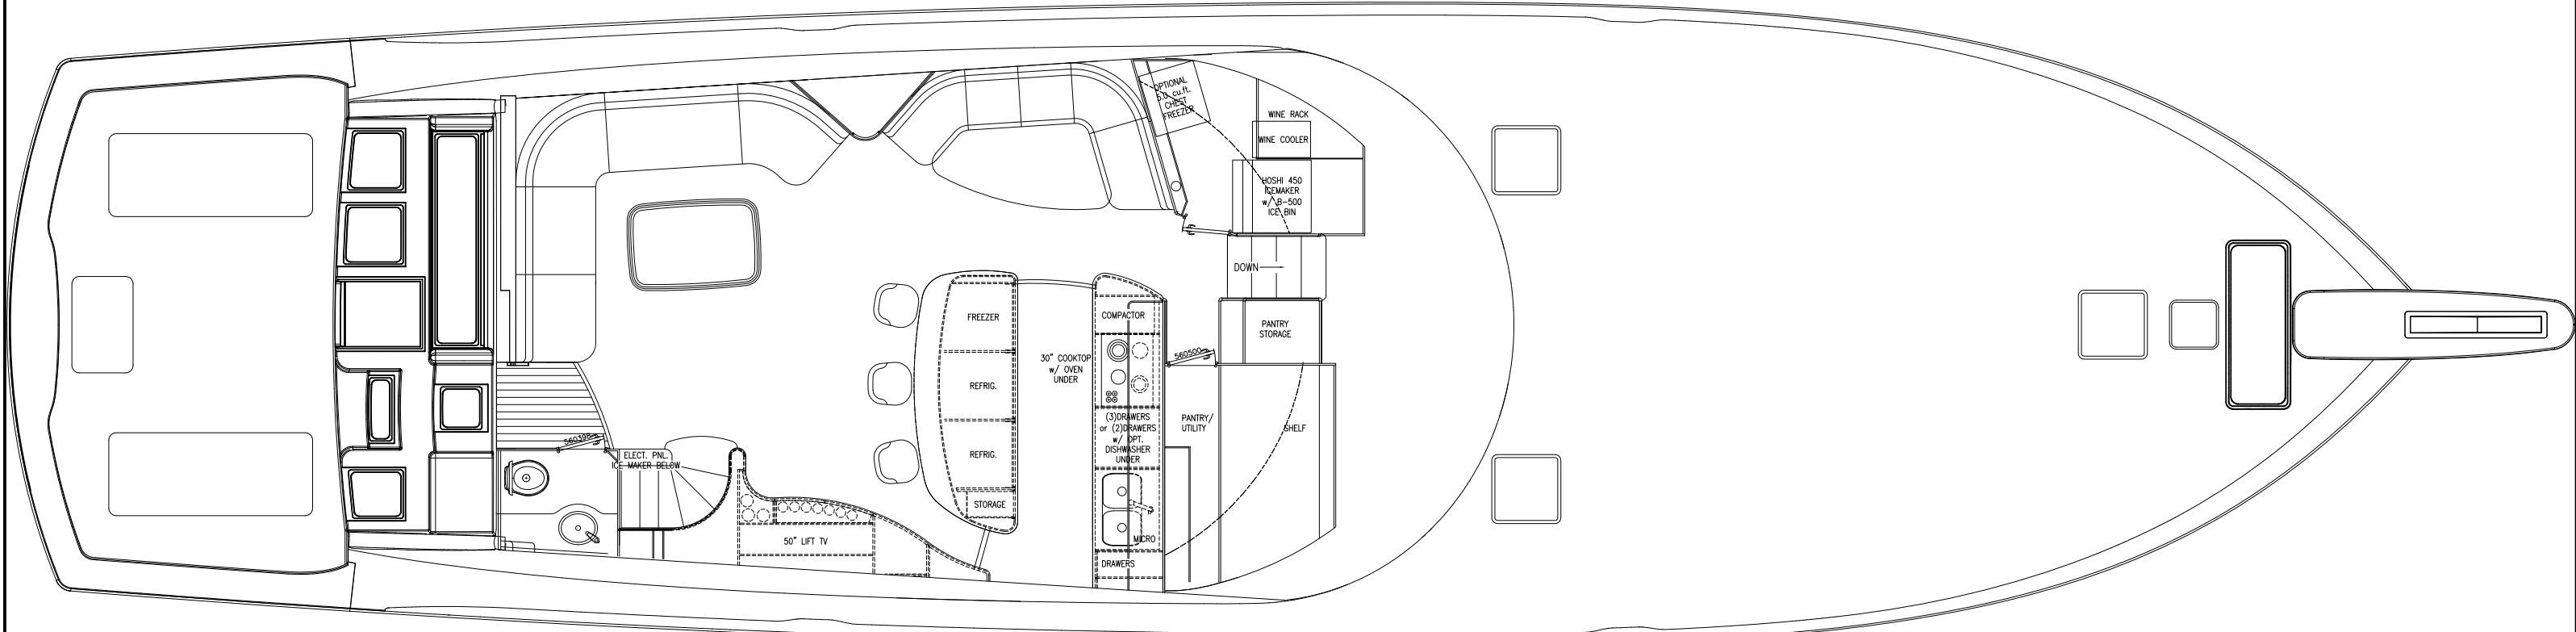 OPTIONAL
5.0 cu.ft.
CHEST
FREEZER
WINE RACK
WINE COOLER
HOSHI 450
ICEMAKER
w/ B-500
ICE BIN
DOWN
FREEZER
COMPACTOR
PANTRY
STORAGE
30" COOKTOP
w/ OVEN
UNDER
S60500
REFRIG.
(3)DRAWERS
or (2)DRAWERS
w/ OPT.
DISHWASHER
UNDER
PANTRY/
UTILITY
SHELF
S60398
ELECT. PNL.
ICE MAKER BELOW
REFRIG.
STORAGE
50" LIFT TV
MICRO
DRAWERS